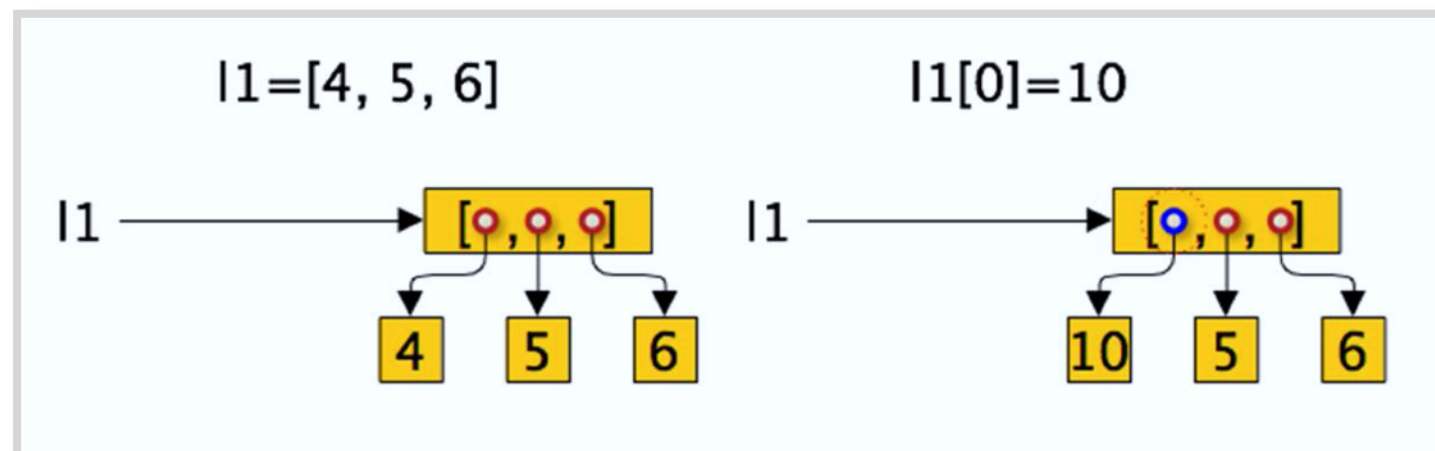 l1=[4, 5, 6]
l1[0]=10
l1
[ , , ]
l1
[ , , ]
4
5
6
10
5
6